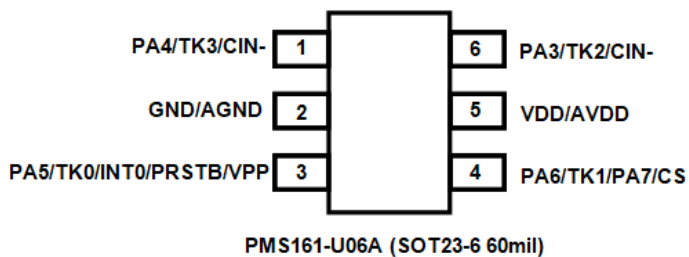 PA4/TK3/CIN- 1 6 PA3/TK2/CIN-
GND/AGND 2 5 VDD/AVDD
PA5/TK0/INT0/PRSTB/VPP 3 4 PA6/TK1/PA7/CS
PMS161-U06A (SOT23-6 60mil)